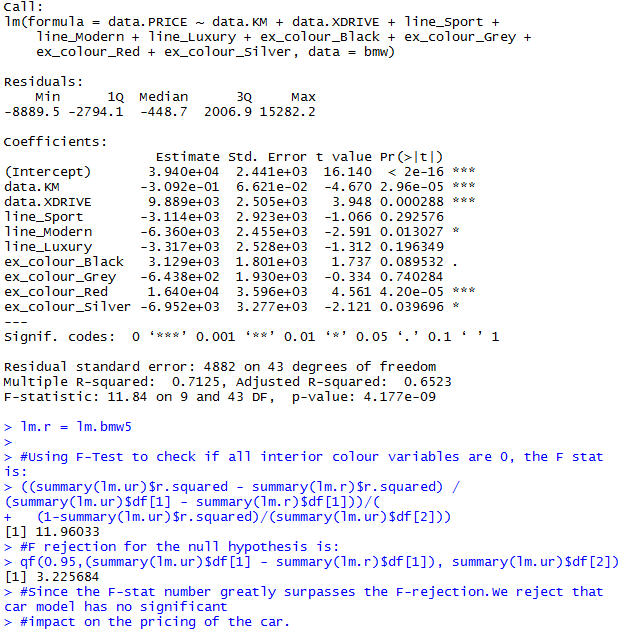 Call:
lm(formula = data.PRICE ~ data.KM + data.XDRIVE + line_Sport +
    line_Modern + line_Luxury + ex_colour_Black + ex_colour_Grey +
    ex_colour_Red + ex_colour_Silver, data = bmw)

Residuals:
    Min      1Q  Median      3Q     Max
-8889.5 -2794.1  -448.7  2006.9 15282.2

Coefficients:
                   Estimate Std. Error t value Pr(>|t|)
(Intercept)       3.940e+04  2.441e+03  16.140  < 2e-16 ***
data.KM          -3.092e-01  6.621e-02  -4.670 2.96e-05 ***
data.XDRIVE       9.889e+03  2.505e+03   3.948 0.000288 ***
line_Sport       -3.114e+03  2.923e+03  -1.066 0.292576
line_Modern      -6.360e+03  2.455e+03  -2.591 0.013027 *
line_Luxury      -3.317e+03  2.528e+03  -1.312 0.196349
ex_colour_Black   3.129e+03  1.801e+03   1.737 0.089532 .
ex_colour_Grey   -6.438e+02  1.930e+03  -0.334 0.740284
ex_colour_Red     1.640e+04  3.596e+03   4.561 4.20e-05 ***
ex_colour_Silver -6.952e+03  3.277e+03  -2.121 0.039696 *
---
Signif. codes:  0 ‘***’ 0.001 ‘**’ 0.01 ‘*’ 0.05 ‘.’ 0.1 ‘ ’ 1

Residual standard error: 4882 on 43 degrees of freedom
Multiple R-squared:  0.7125, Adjusted R-squared:  0.6523
F-statistic: 11.84 on 9 and 43 DF,  p-value: 4.177e-09

> lm.r = lm.bmw5
>
> #Using F-Test to check if all interior colour variables are 0, the F stat
is:
> ((summary(lm.ur)$r.squared - summary(lm.r)$r.squared) /
(summary(lm.ur)$df[1] - summary(lm.r)$df[1]))/(
+   (1-summary(lm.ur)$r.squared)/(summary(lm.ur)$df[2]))
[1] 11.96033
> #F rejection for the null hypothesis is:
> qf(0.95,(summary(lm.ur)$df[1] - summary(lm.r)$df[1]), summary(lm.ur)$df[2])
[1] 3.225684
> #Since the F-stat number greatly surpasses the F-rejection.We reject that
car model has no significant
> #impact on the pricing of the car.